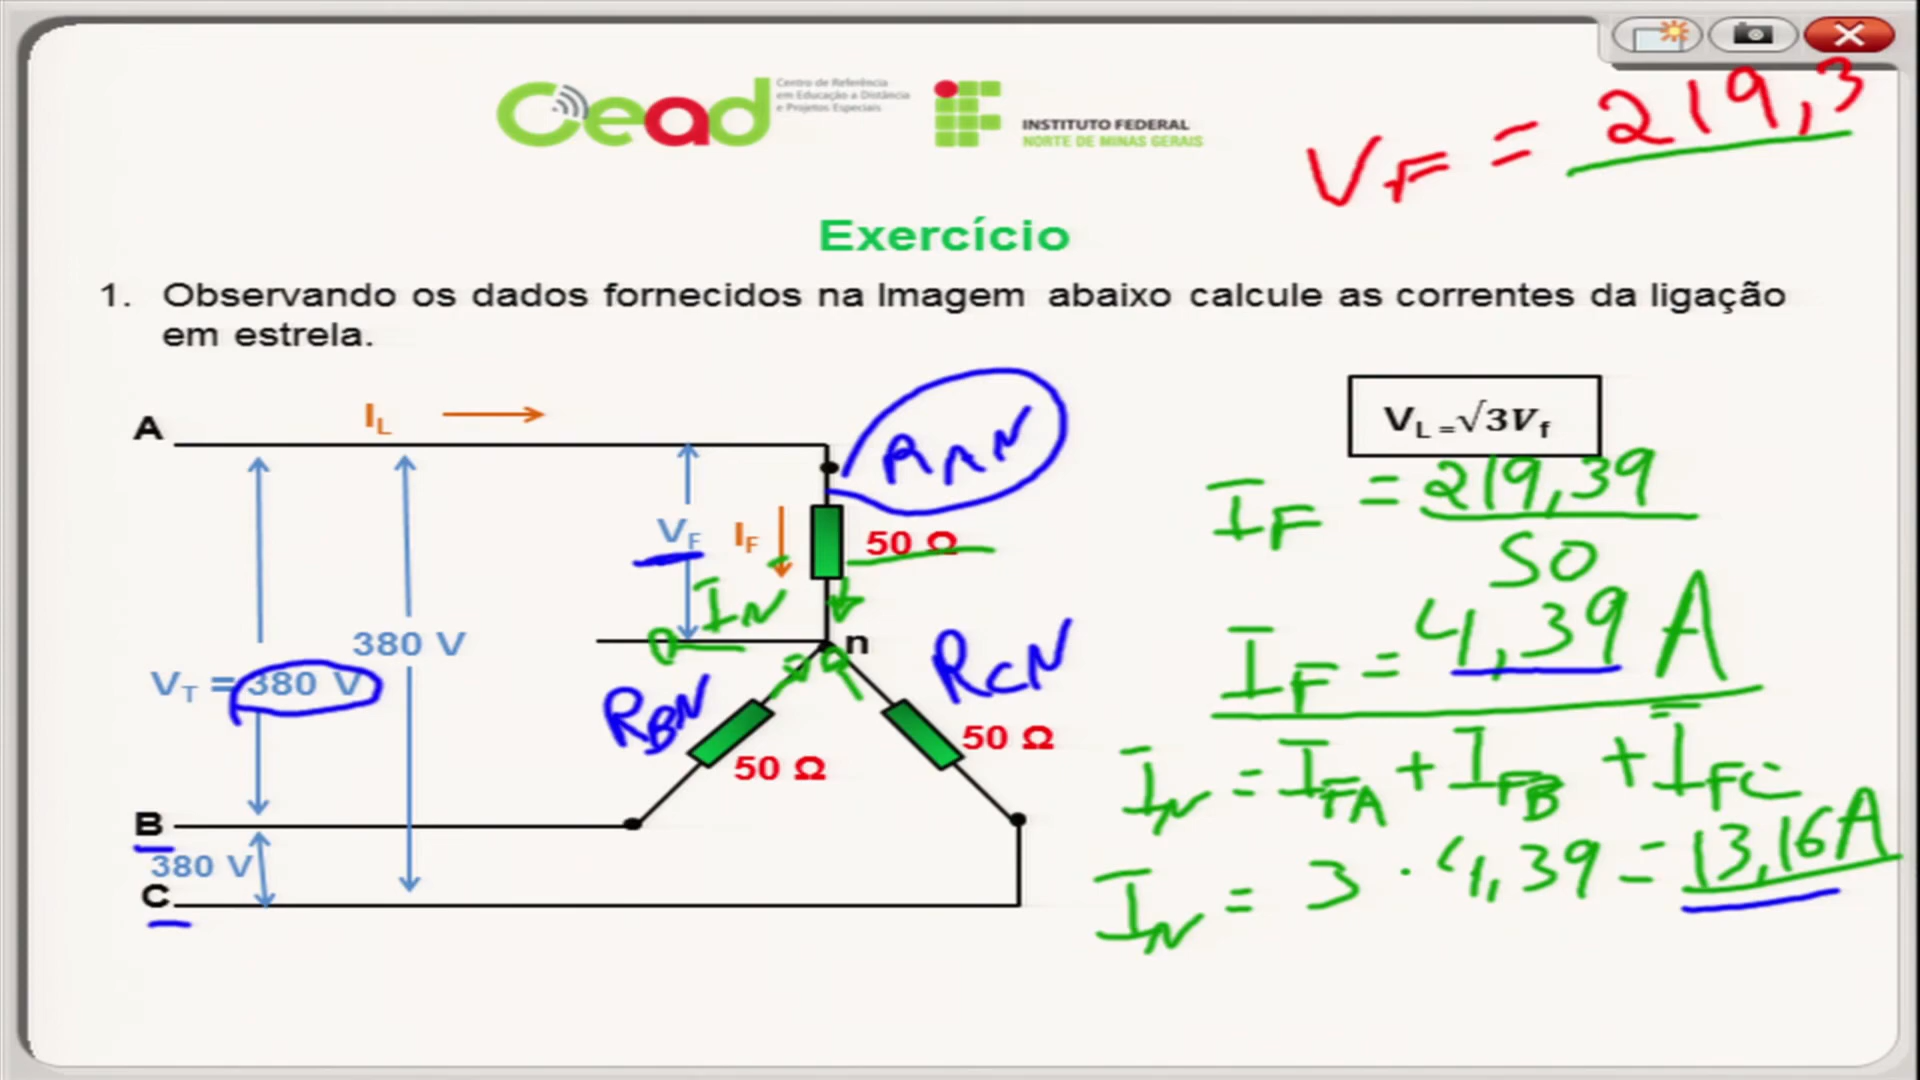 Cead
Centro de Referência
em Educação a Distância
e Projetos Especiais
INSTITUTO FEDERAL
NORTE DE MINAS GERAIS
VF = 219,3
Exercício
1. Observando os dados fornecidos na Imagem abaixo calcule as correntes da ligação
em estrela.
VL =√3Vf
A
IL
RAN
IF = 219,39
50
VF
IF
50 Ω
IN
n
380 V
VT = 380 V
RBN
RCN
IF = 4,39 A
50 Ω
50 Ω
IN = IFA + IFB + IFC
B
380 V
C
IN = 3 · 4,39 = 13,16A